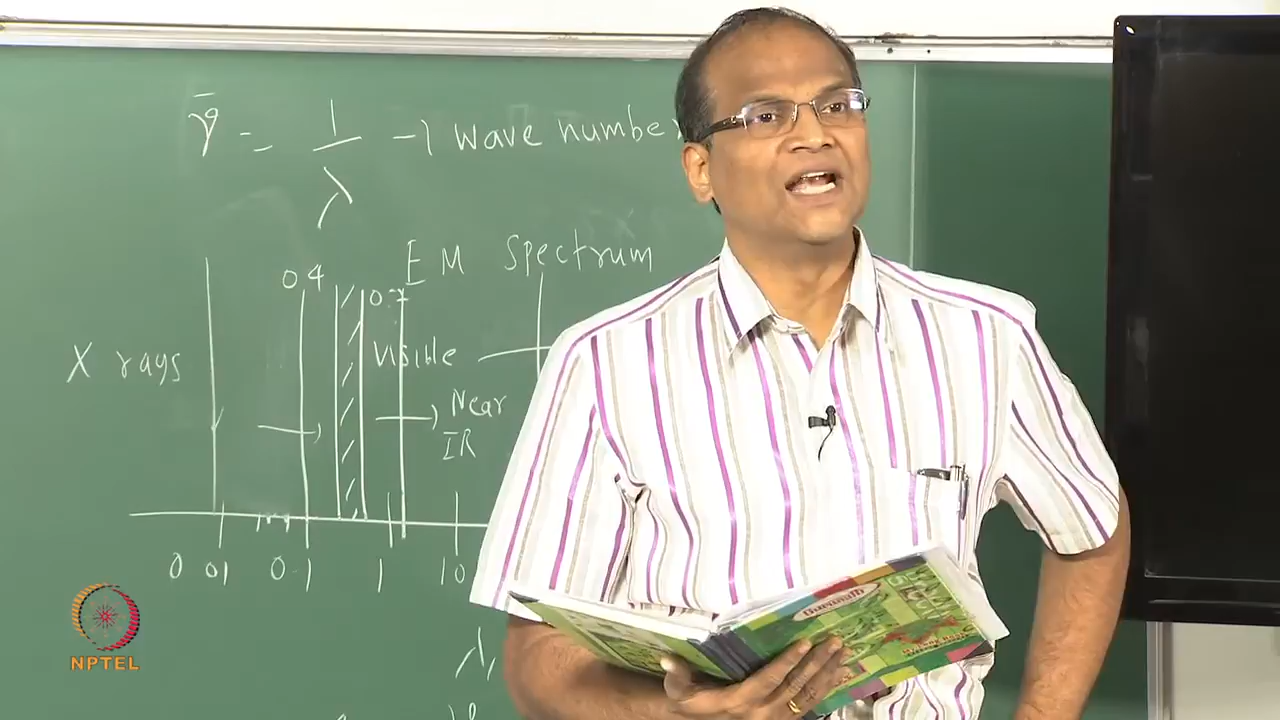 ν̄ = 1/λ → wave number
EM Spectrum
0.4
0.7
X rays
Visible
Near
IR
0.01 0.1 1 10
λ,
NPTEL